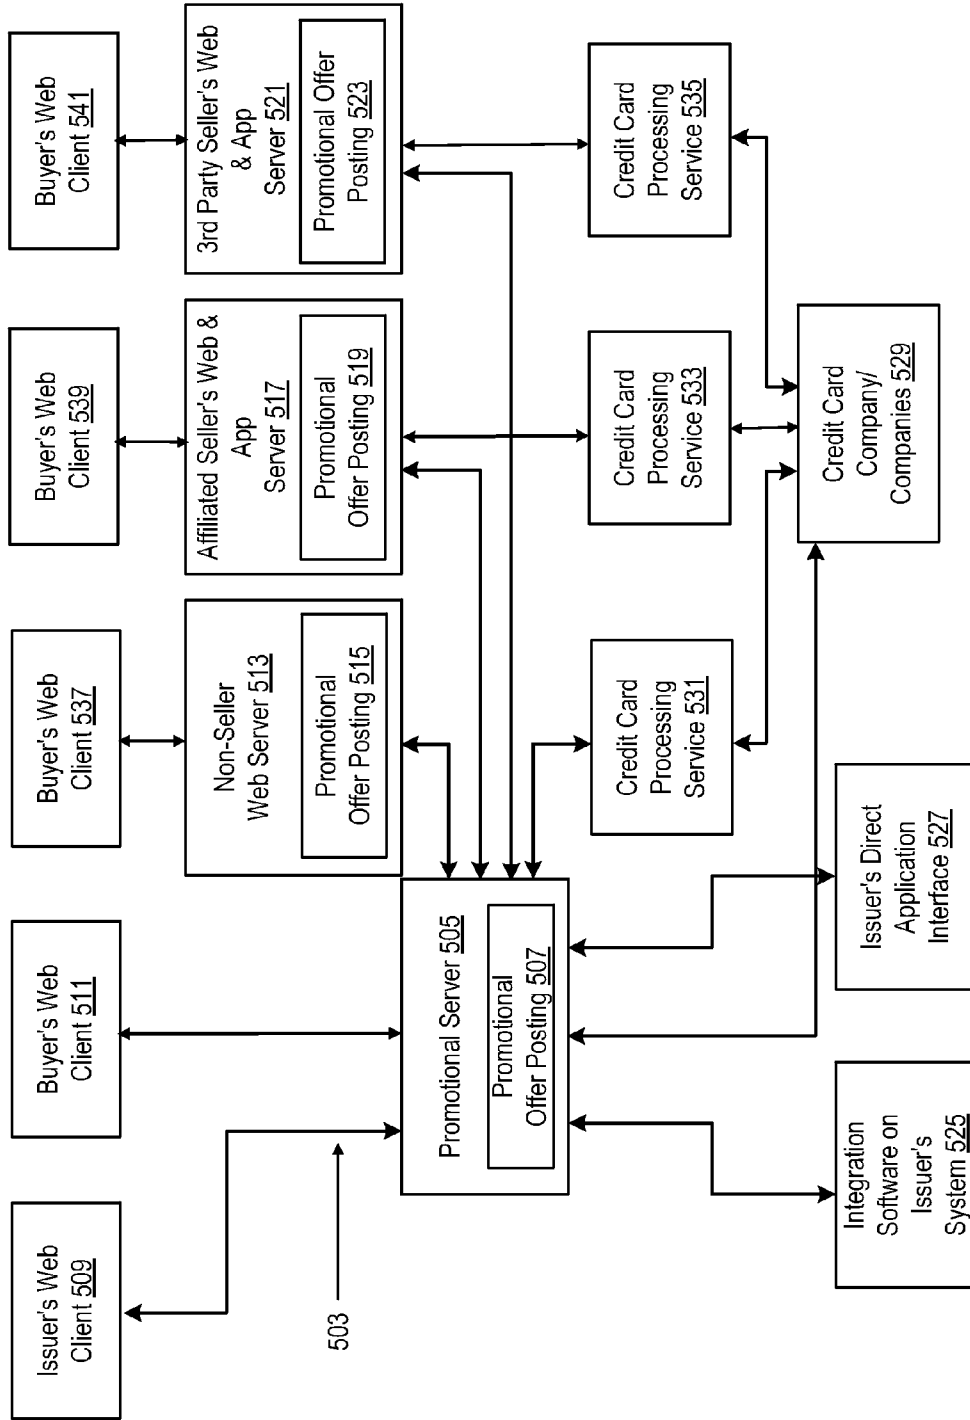 Issuer's Web
Client 509
Buyer's Web
Client 511
Buyer's Web
Client 537
Buyer's Web
Client 539
Buyer's Web
Client 541
503
Promotional Server 505
Promotional
Offer Posting 507
Non-Seller
Web Server 513
Promotional
Offer Posting 515
Affiliated Seller's Web &
App
Server 517
Promotional
Offer Posting 519
3rd Party Seller's Web
& App
Server 521
Promotional Offer
Posting 523
Credit Card
Processing
Service 531
Credit Card
Processing
Service 533
Credit Card
Processing
Service 535
Integration
Software on
Issuer's
System 525
Issuer's Direct
Application
Interface 527
Credit Card
Company/
Companies 529